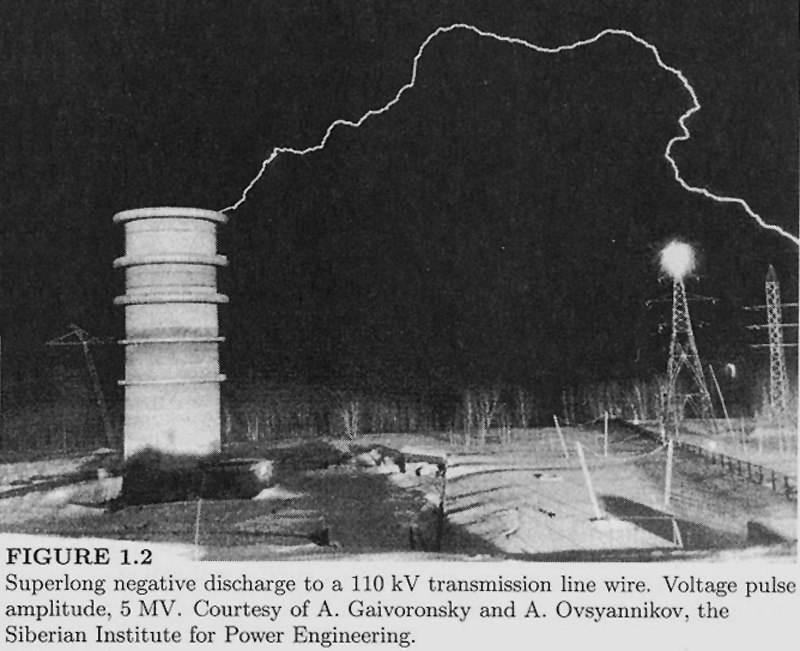 FIGURE 1.2
Superlong negative discharge to a 110 kV transmission line wire. Voltage pulse
amplitude, 5 MV. Courtesy of A. Gaivoronsky and A. Ovsyannikov, the
Siberian Institute for Power Engineering.